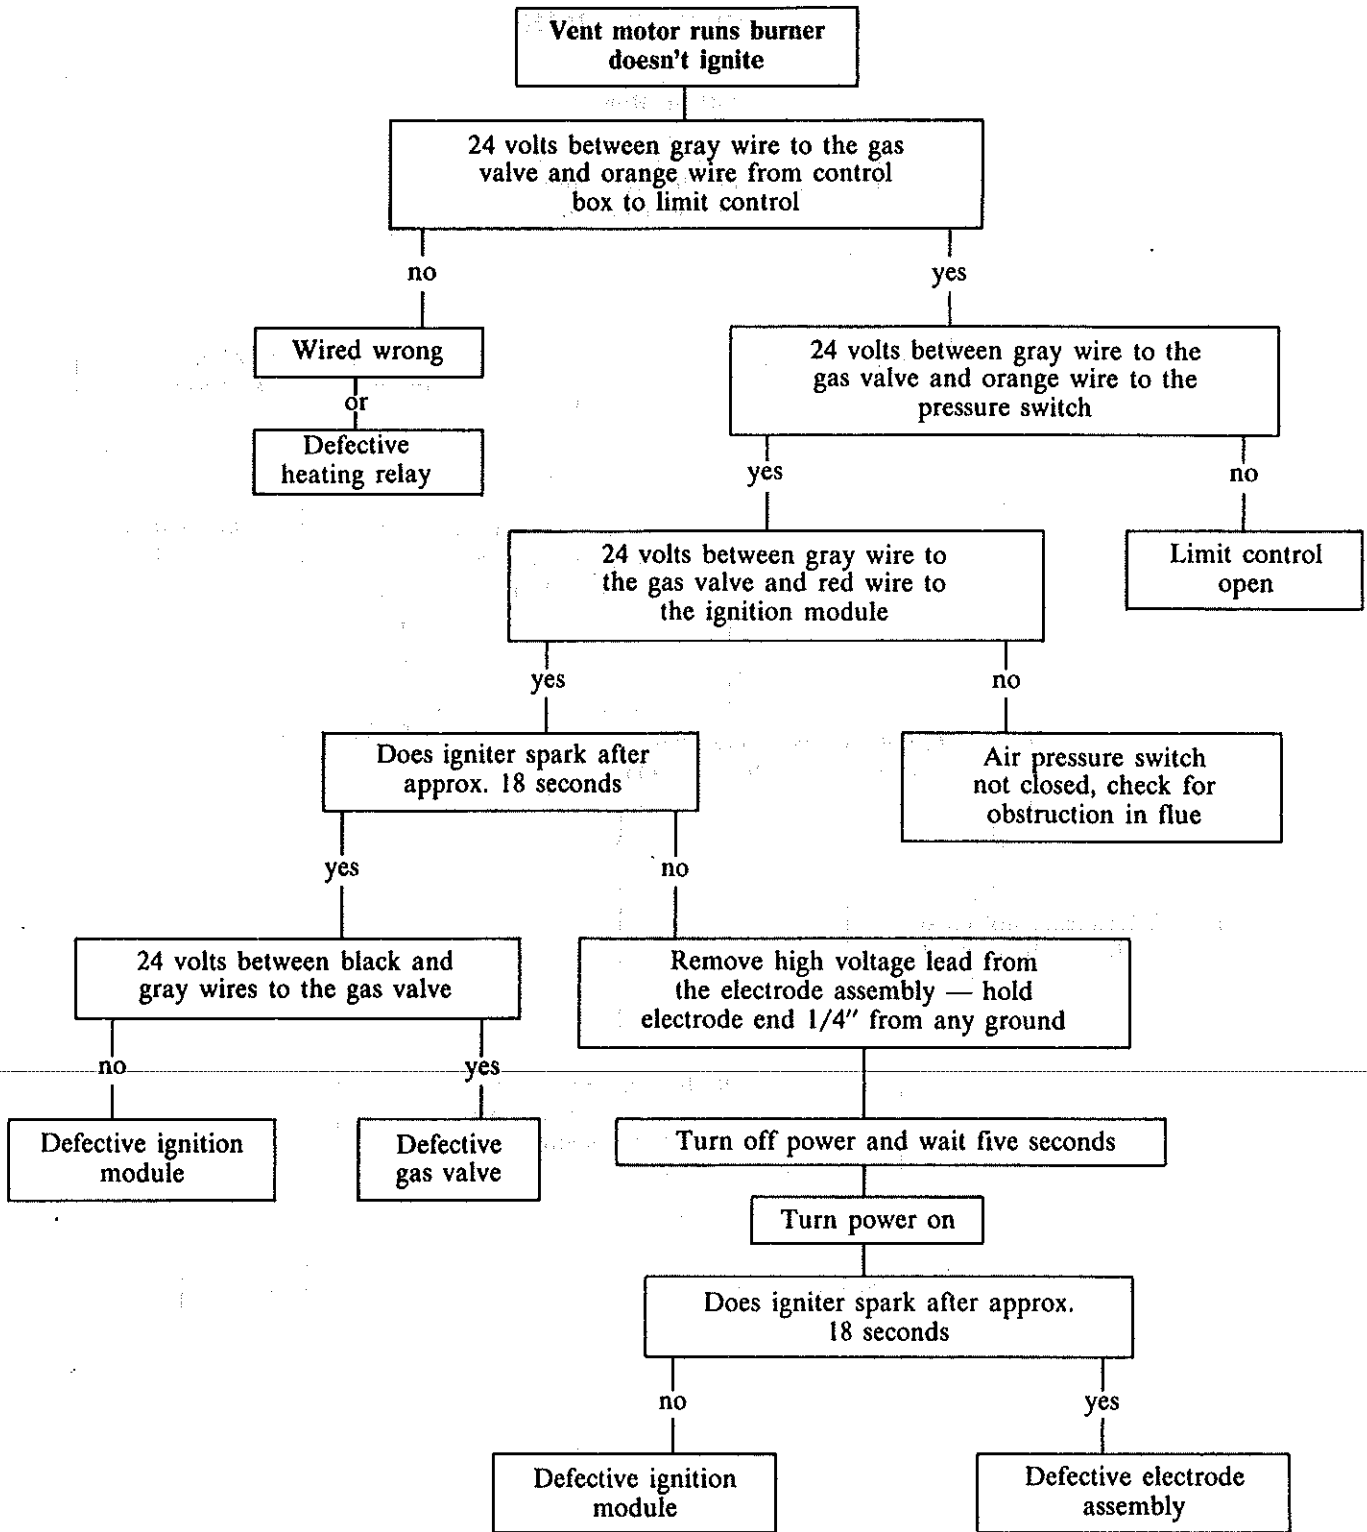 Vent motor runs burner
doesn't ignite
24 volts between gray wire to the gas
valve and orange wire from control
box to limit control
no
yes
Wired wrong
or
Defective
heating relay
24 volts between gray wire to the
gas valve and orange wire to the
pressure switch
yes
no
24 volts between gray wire to
the gas valve and red wire to
the ignition module
Limit control
open
yes
no
Does igniter spark after
approx. 18 seconds
Air pressure switch
not closed, check for
obstruction in flue
yes
no
24 volts between black and
gray wires to the gas valve
Remove high voltage lead from
the electrode assembly — hold
electrode end 1/4" from any ground
no
yes
Defective ignition
module
Defective
gas valve
Turn off power and wait five seconds
Turn power on
Does igniter spark after approx.
18 seconds
no
yes
Defective ignition
module
Defective electrode
assembly